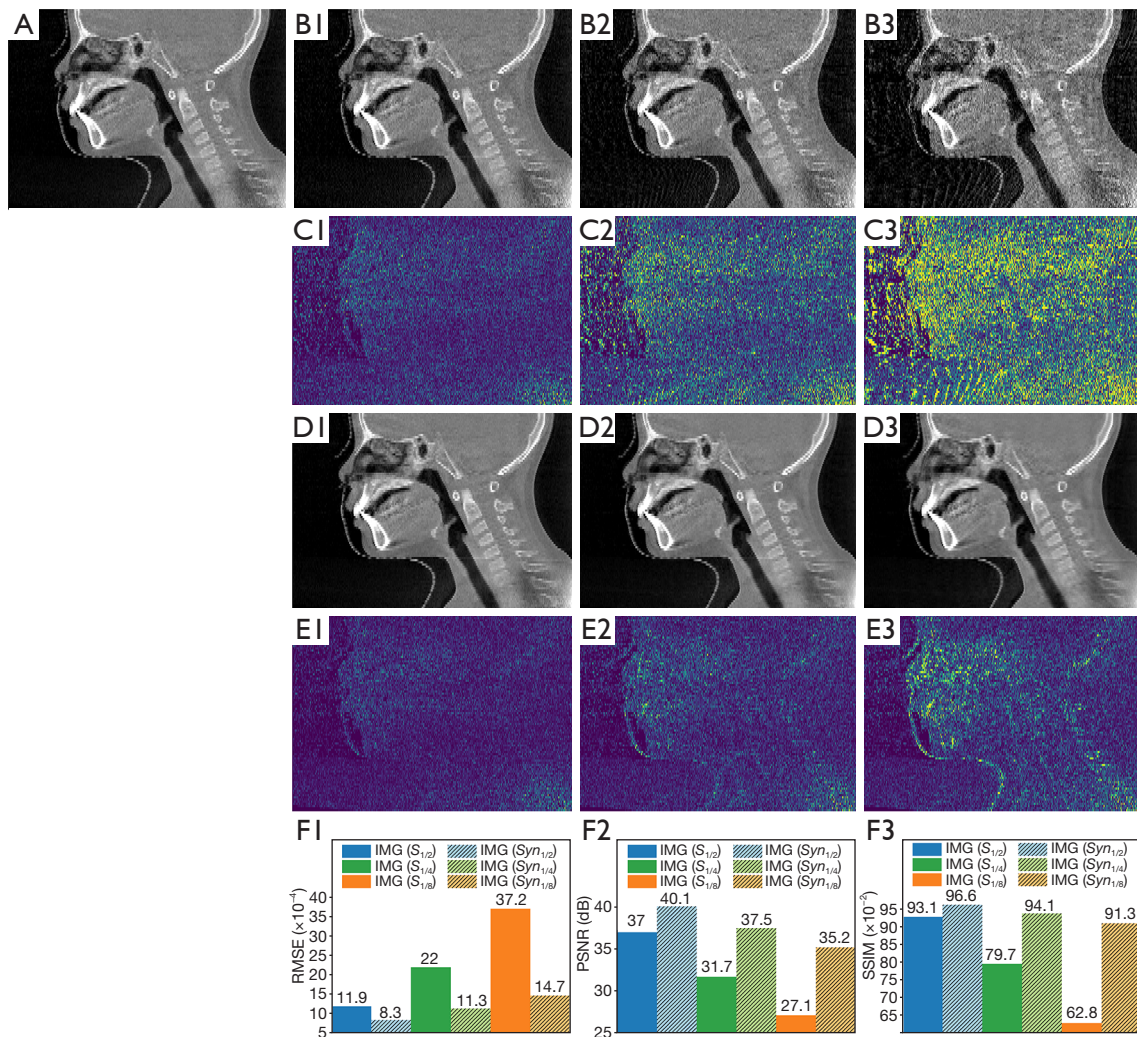 A
B1
B2
B3
C1
C2
C3
D1
D2
D3
E1
E2
E3
F1
IMG (S1/2)
IMG (Syn1/2)
IMG (S1/4)
IMG (Syn1/4)
IMG (S1/8)
IMG (Syn1/8)
RMSE (×10⁻⁴)
40
35
30
25
20
15
10
5
11.9
8.3
22
11.3
37.2
14.7
F2
IMG (S1/2)
IMG (Syn1/2)
IMG (S1/4)
IMG (Syn1/4)
IMG (S1/8)
IMG (Syn1/8)
PSNR (dB)
40
35
30
25
37
40.1
31.7
37.5
27.1
35.2
F3
IMG (S1/2)
IMG (Syn1/2)
IMG (S1/4)
IMG (Syn1/4)
IMG (S1/8)
IMG (Syn1/8)
SSIM (×10⁻²)
95
90
85
80
75
70
65
93.1
96.6
79.7
94.1
62.8
91.3